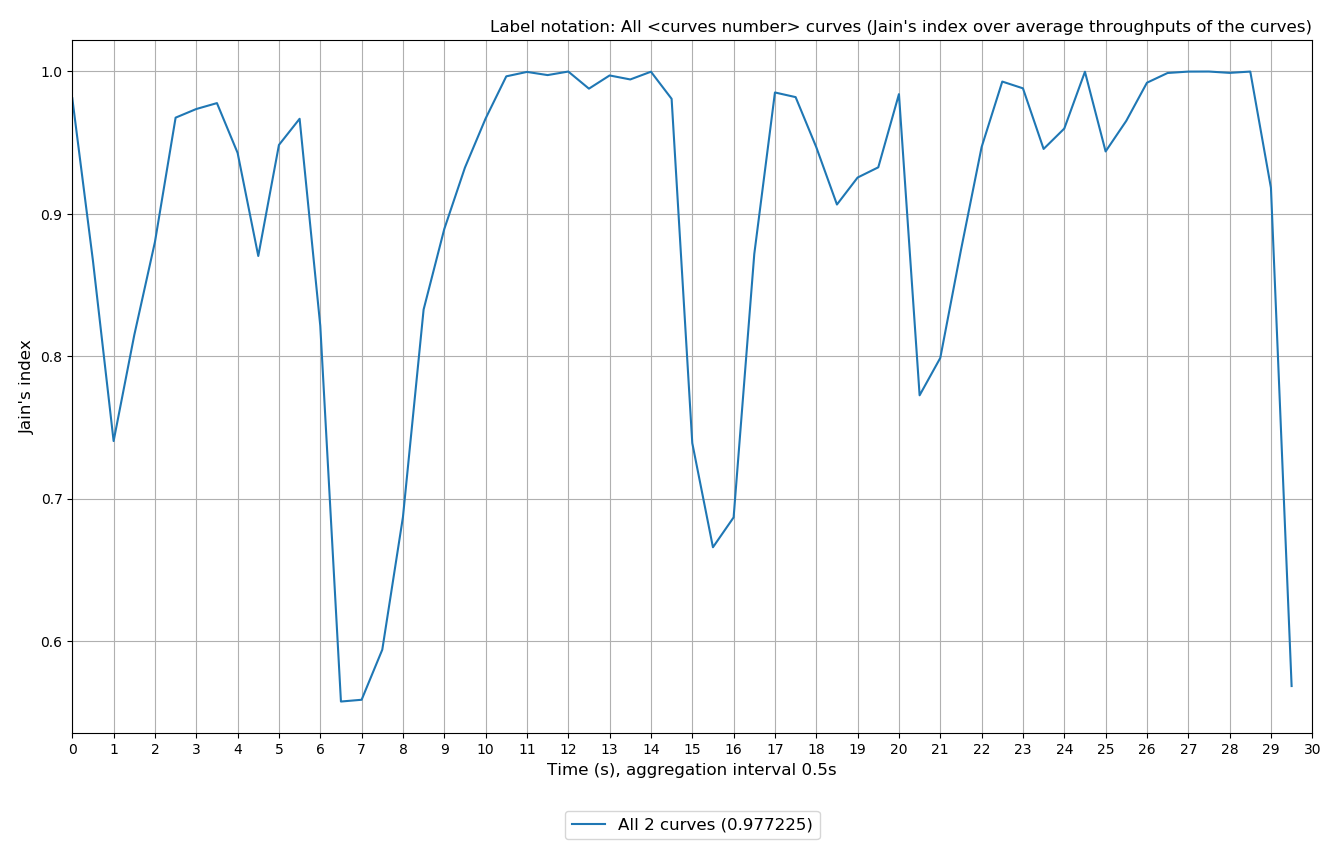 Label notation: All <curves number> curves (Jain's index over average throughputs of the curves)
1.0
0.9
0.8
0.7
0.6
Jain's index
0 1 2 3 4 5 6 7 8 9 10 11 12 13 14 15 16 17 18 19 20 21 22 23 24 25 26 27 28 29 30
Time (s), aggregation interval 0.5s
All 2 curves (0.977225)